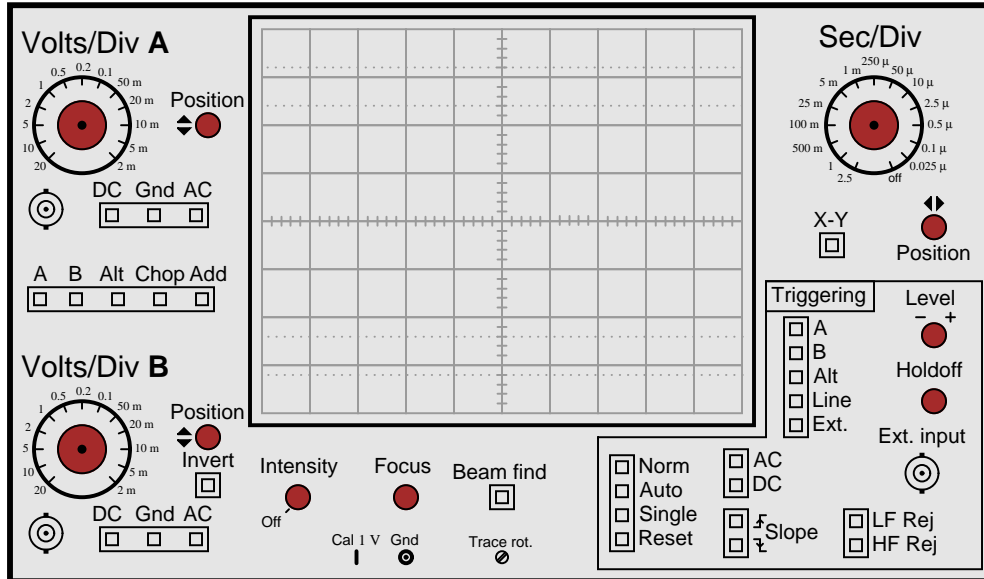 Volts/Div A
0.5 0.2 0.1
1 50 m
2 20 m
5 10 m
10 5 m
20 2 m
Position
DC Gnd AC
A B Alt Chop Add
Volts/Div B
0.5 0.2 0.1
1 50 m
2 20 m
5 10 m
10 5 m
20 2 m
Position
Invert
DC Gnd AC
Intensity
Off
Focus
Beam find
Cal 1 V Gnd
Trace rot.
Sec/Div
250 µ
1 m 50 µ
5 m 10 µ
25 m 2.5 µ
100 m 0.5 µ
500 m 0.1 µ
1 0.025 µ
2.5 off
X-Y
Position
Triggering
A
B
Alt
Line
Ext.
Level
− +
Holdoff
Ext. input
Norm
Auto
Single
Reset
AC
DC
Slope
LF Rej
HF Rej